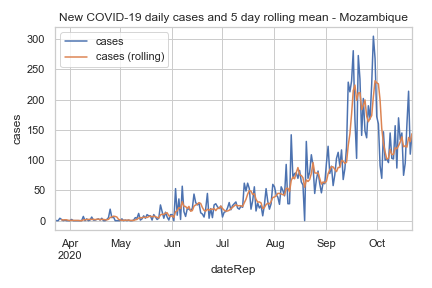 New COVID-19 daily cases and 5 day rolling mean - Mozambique
cases
cases (rolling)
300
250
200
150
100
50
0
cases
Apr
2020
May
Jun
Jul
Aug
Sep
Oct
dateRep